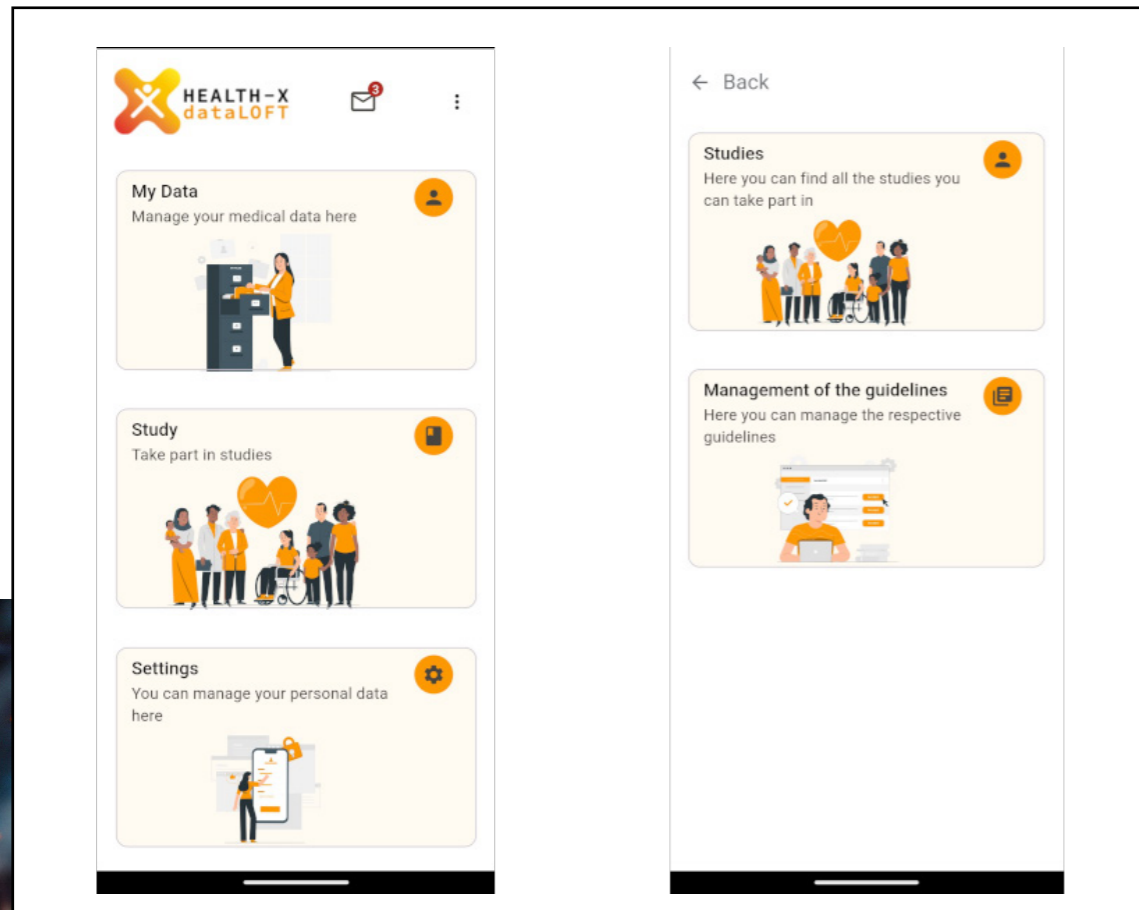 HEALTH-X
dataLOFT
3
My Data
Manage your medical data here
Study
Take part in studies
Settings
You can manage your personal data
here
← Back
Studies
Here you can find all the studies you
can take part in
Management of the guidelines
Here you can manage the respective
guidelines